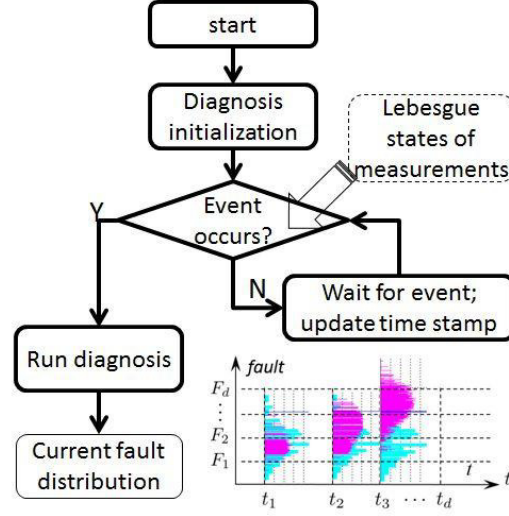 start
Diagnosis
initialization
Lebesgue
states of
measurements
Event
occurs?
Y
N
Wait for event;
update time stamp
Run diagnosis
Current fault
distribution
fault
F_d
⋮
F_2
F_1
t
t
t_1
t_2
t_3
⋯
t_d